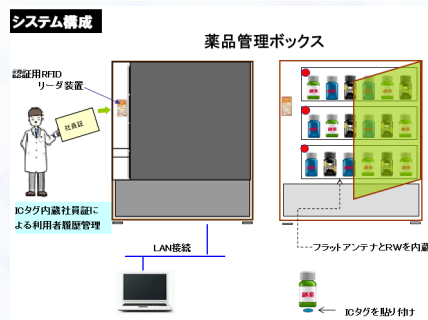 システム構成
薬品管理ボックス
認証用RFID
リーダ装置
社員証
ICタグ内蔵社員証に
よる利用者履歴管理
LAN接続
フラットアンテナとRWを内蔵
ICタグを貼り付け